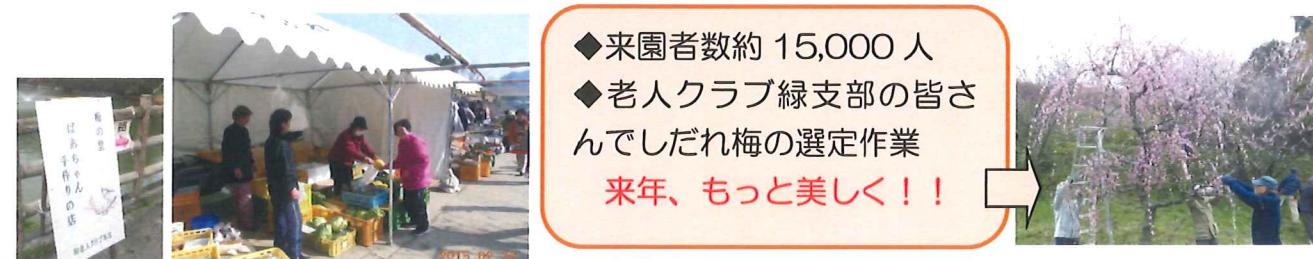 梅の里
ばあちゃん
手作りの店
◆来園者数約 15,000 人
◆老人クラブ緑支部の皆さ
んでしだれ梅の選定作業
来年、もっと美しく！！